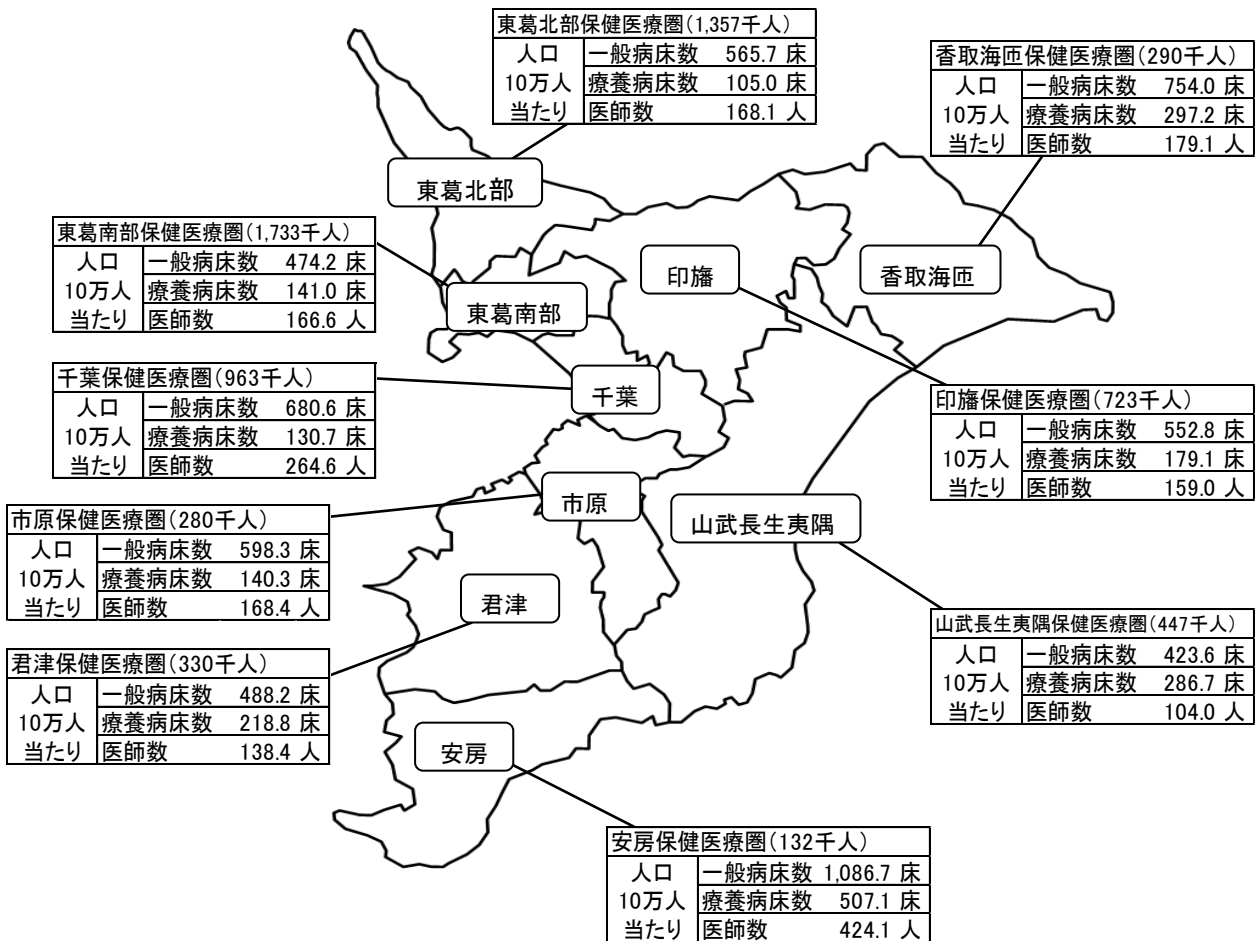 東葛北部保健医療圏(1,357千人)
人口 一般病床数 565.7 床
10万人 療養病床数 105.0 床
当たり 医師数 168.1 人
香取海匝保健医療圏(290千人)
人口 一般病床数 754.0 床
10万人 療養病床数 297.2 床
当たり 医師数 179.1 人
東葛北部
東葛南部保健医療圏(1,733千人)
人口 一般病床数 474.2 床
10万人 療養病床数 141.0 床
当たり 医師数 166.6 人
印旛
香取海匝
東葛南部
千葉保健医療圏(963千人)
人口 一般病床数 680.6 床
10万人 療養病床数 130.7 床
当たり 医師数 264.6 人
千葉
印旛保健医療圏(723千人)
人口 一般病床数 552.8 床
10万人 療養病床数 179.1 床
当たり 医師数 159.0 人
市原
市原保健医療圏(280千人)
人口 一般病床数 598.3 床
10万人 療養病床数 140.3 床
当たり 医師数 168.4 人
山武長生夷隅
君津
山武長生夷隅保健医療圏(447千人)
人口 一般病床数 423.6 床
10万人 療養病床数 286.7 床
当たり 医師数 104.0 人
君津保健医療圏(330千人)
人口 一般病床数 488.2 床
10万人 療養病床数 218.8 床
当たり 医師数 138.4 人
安房
安房保健医療圏(132千人)
人口 一般病床数 1,086.7 床
10万人 療養病床数 507.1 床
当たり 医師数 424.1 人